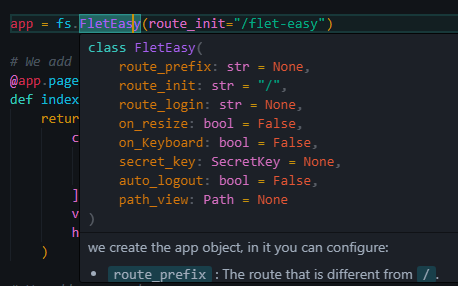 app = fs.FletEasy(route_init="/flet-easy")
class FletEasy(
route_prefix: str = None,
route_init: str = "/",
route_login: str = None,
on_resize: bool = False,
on_Keyboard: bool = False,
secret_key: SecretKey = None,
auto_logout: bool = False,
path_view: Path = None
)
# We add
@app.page
def index
retur
c
]
v
h
)
we create the app object, in it you can configure:
• route_prefix : The route that is different from / .